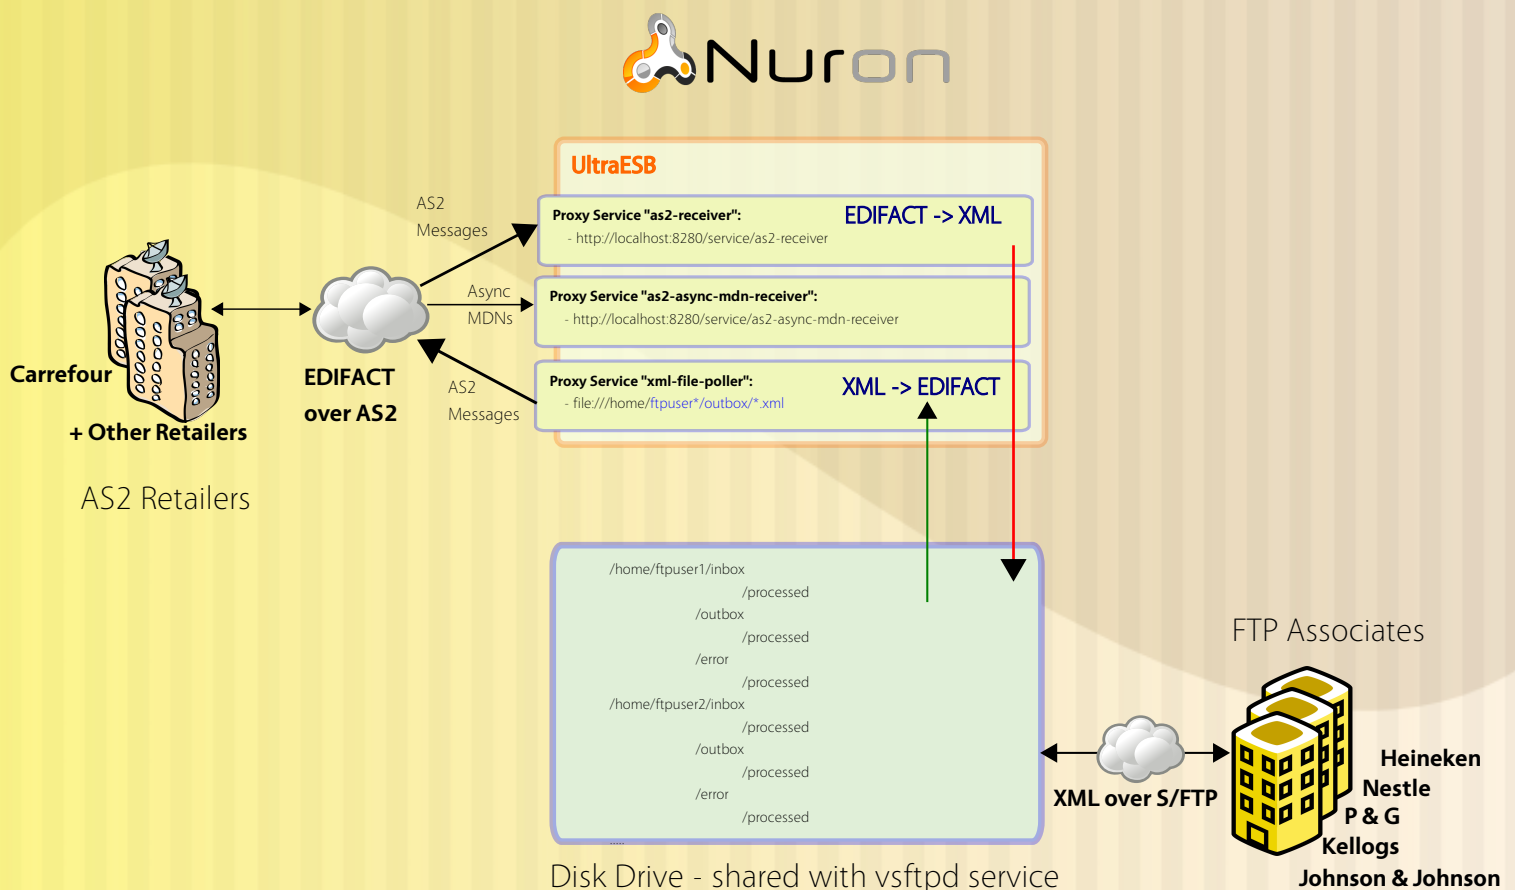 Nuron
UltraESB
AS2
Messages
Proxy Service "as2-receiver":
EDIFACT -> XML
- http://localhost:8280/service/as2-receiver
Async
MDNs
Proxy Service "as2-async-mdn-receiver":
- http://localhost:8280/service/as2-async-mdn-receiver
AS2
Messages
Proxy Service "xml-file-poller":
XML -> EDIFACT
- file:///home/ftpuser*/outbox/*.xml
Carrefour
+ Other Retailers
EDIFACT
over AS2
AS2 Retailers
/home/ftpuser1/inbox
/processed
/outbox
/processed
/error
/processed
/home/ftpuser2/inbox
/processed
/outbox
/processed
/error
/processed
.....
Disk Drive - shared with vsftpd service
XML over S/FTP
FTP Associates
Heineken
Nestle
P & G
Kellogs
Johnson & Johnson